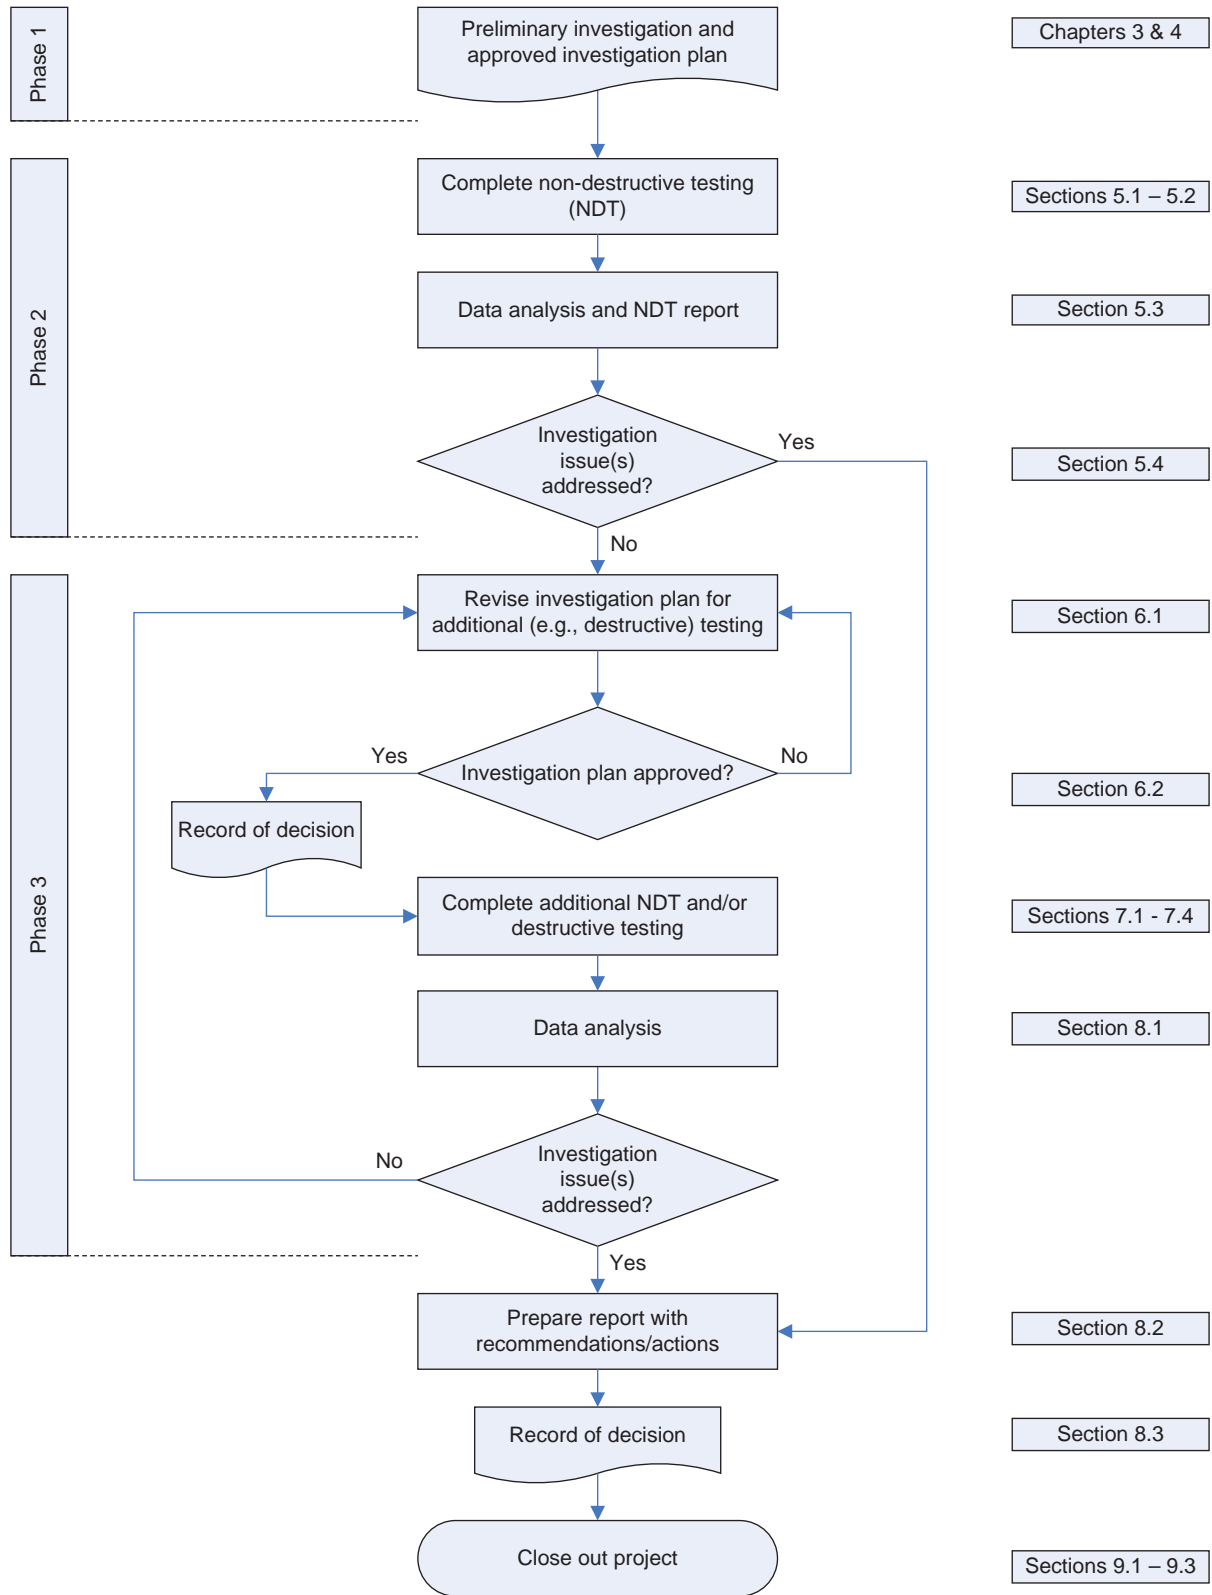 Phase 1
Preliminary investigation and
approved investigation plan
Chapters 3 & 4
Phase 2
Complete non-destructive testing
(NDT)
Sections 5.1 – 5.2
Data analysis and NDT report
Section 5.3
Investigation
issue(s)
addressed?
Yes
Section 5.4
No
Phase 3
Revise investigation plan for
additional (e.g., destructive) testing
Section 6.1
Yes
Investigation plan approved?
No
Section 6.2
Record of decision
Complete additional NDT and/or
destructive testing
Sections 7.1 - 7.4
Data analysis
Section 8.1
No
Investigation
issue(s)
addressed?
Yes
Prepare report with
recommendations/actions
Section 8.2
Record of decision
Section 8.3
Close out project
Sections 9.1 – 9.3